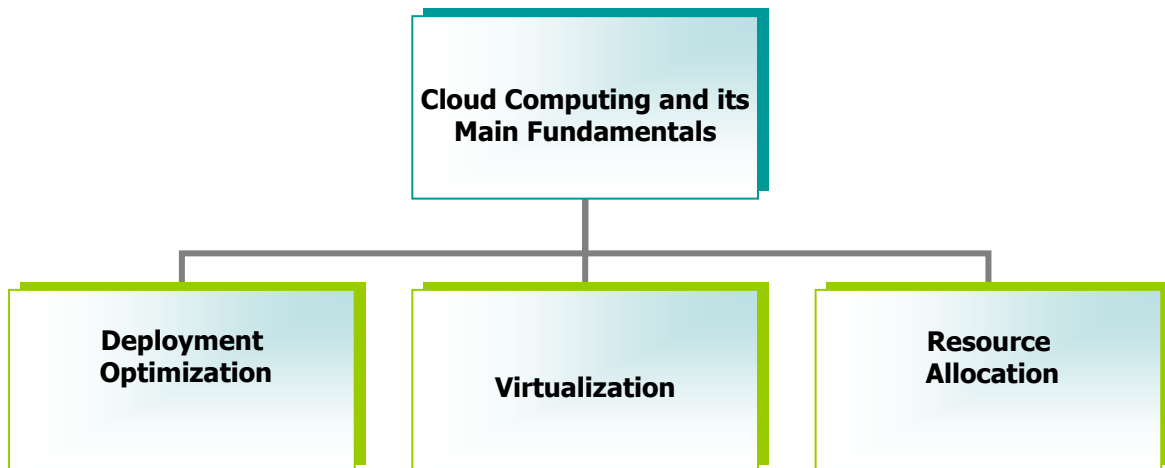 Cloud Computing and its
Main Fundamentals
Deployment
Optimization
Virtualization
Resource
Allocation